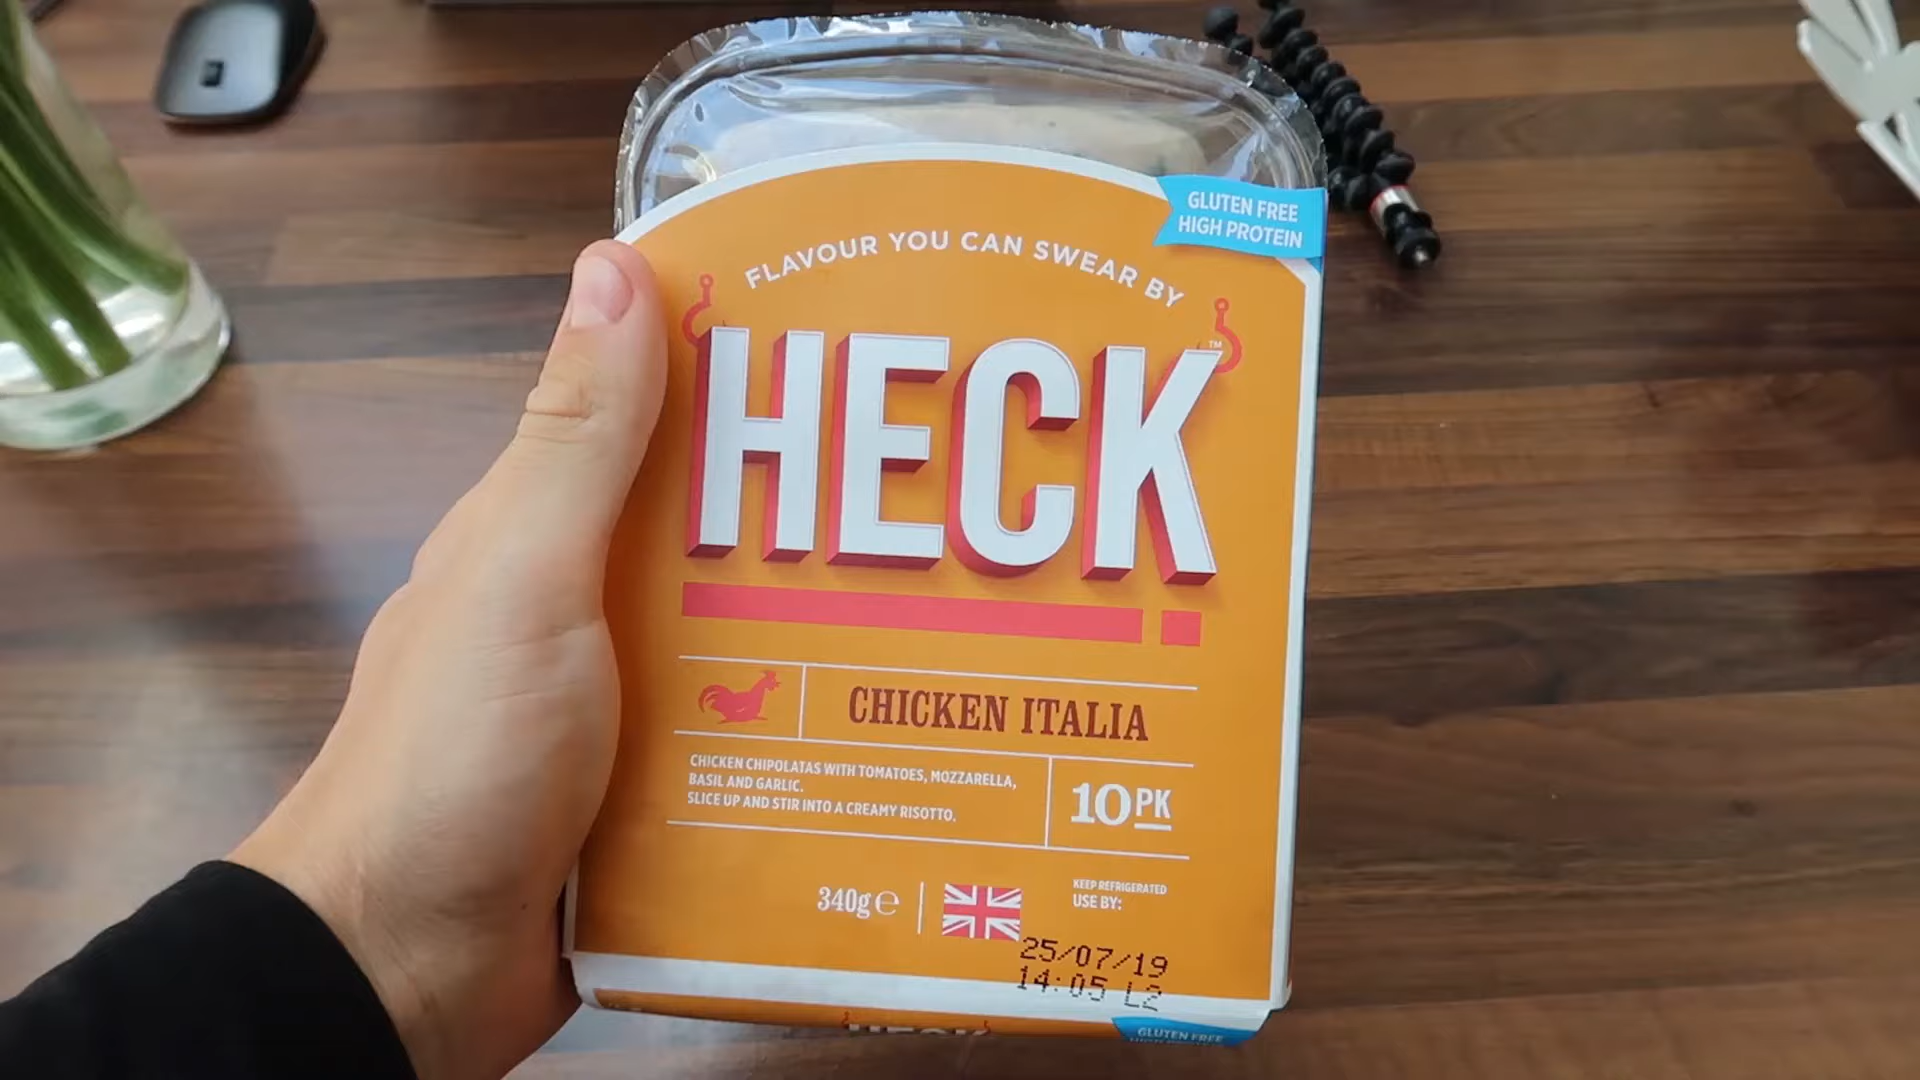 GLUTEN FREE
HIGH PROTEIN
FLAVOUR YOU CAN SWEAR BY
HECK™
CHICKEN ITALIA
CHICKEN CHIPOLATAS WITH TOMATOES, MOZZARELLA,
BASIL AND GARLIC.
SLICE UP AND STIR INTO A CREAMY RISOTTO.
10PK
340g℮
KEEP REFRIGERATED
USE BY:
25/07/19
14:05 L2
GLUTEN FREE